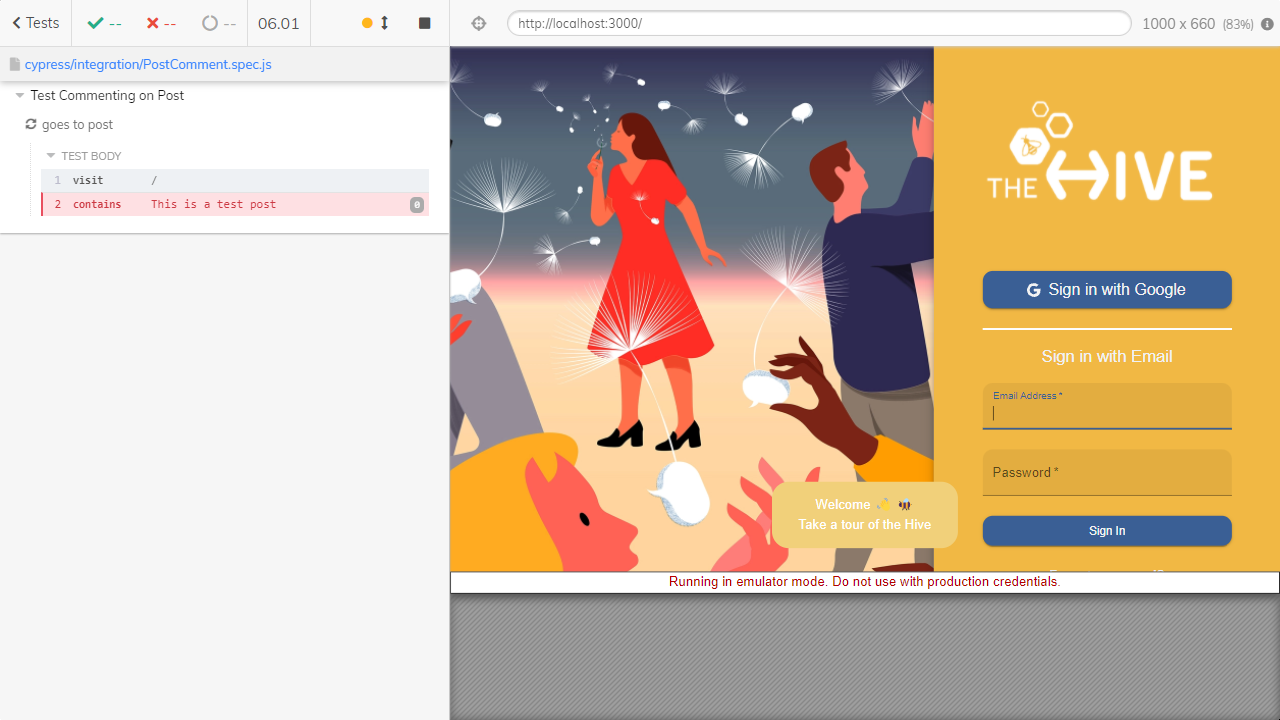 Tests
--
--
--
06.01
http://localhost:3000/
1000 x 660 (83%)
cypress/integration/PostComment.spec.js
Test Commenting on Post
goes to post
TEST BODY
1 visit /
2 contains This is a test post 0
THE HIVE
Sign in with Google
Sign in with Email
Email Address *
Password *
Sign In
Welcome
Take a tour of the Hive
Running in emulator mode. Do not use with production credentials.